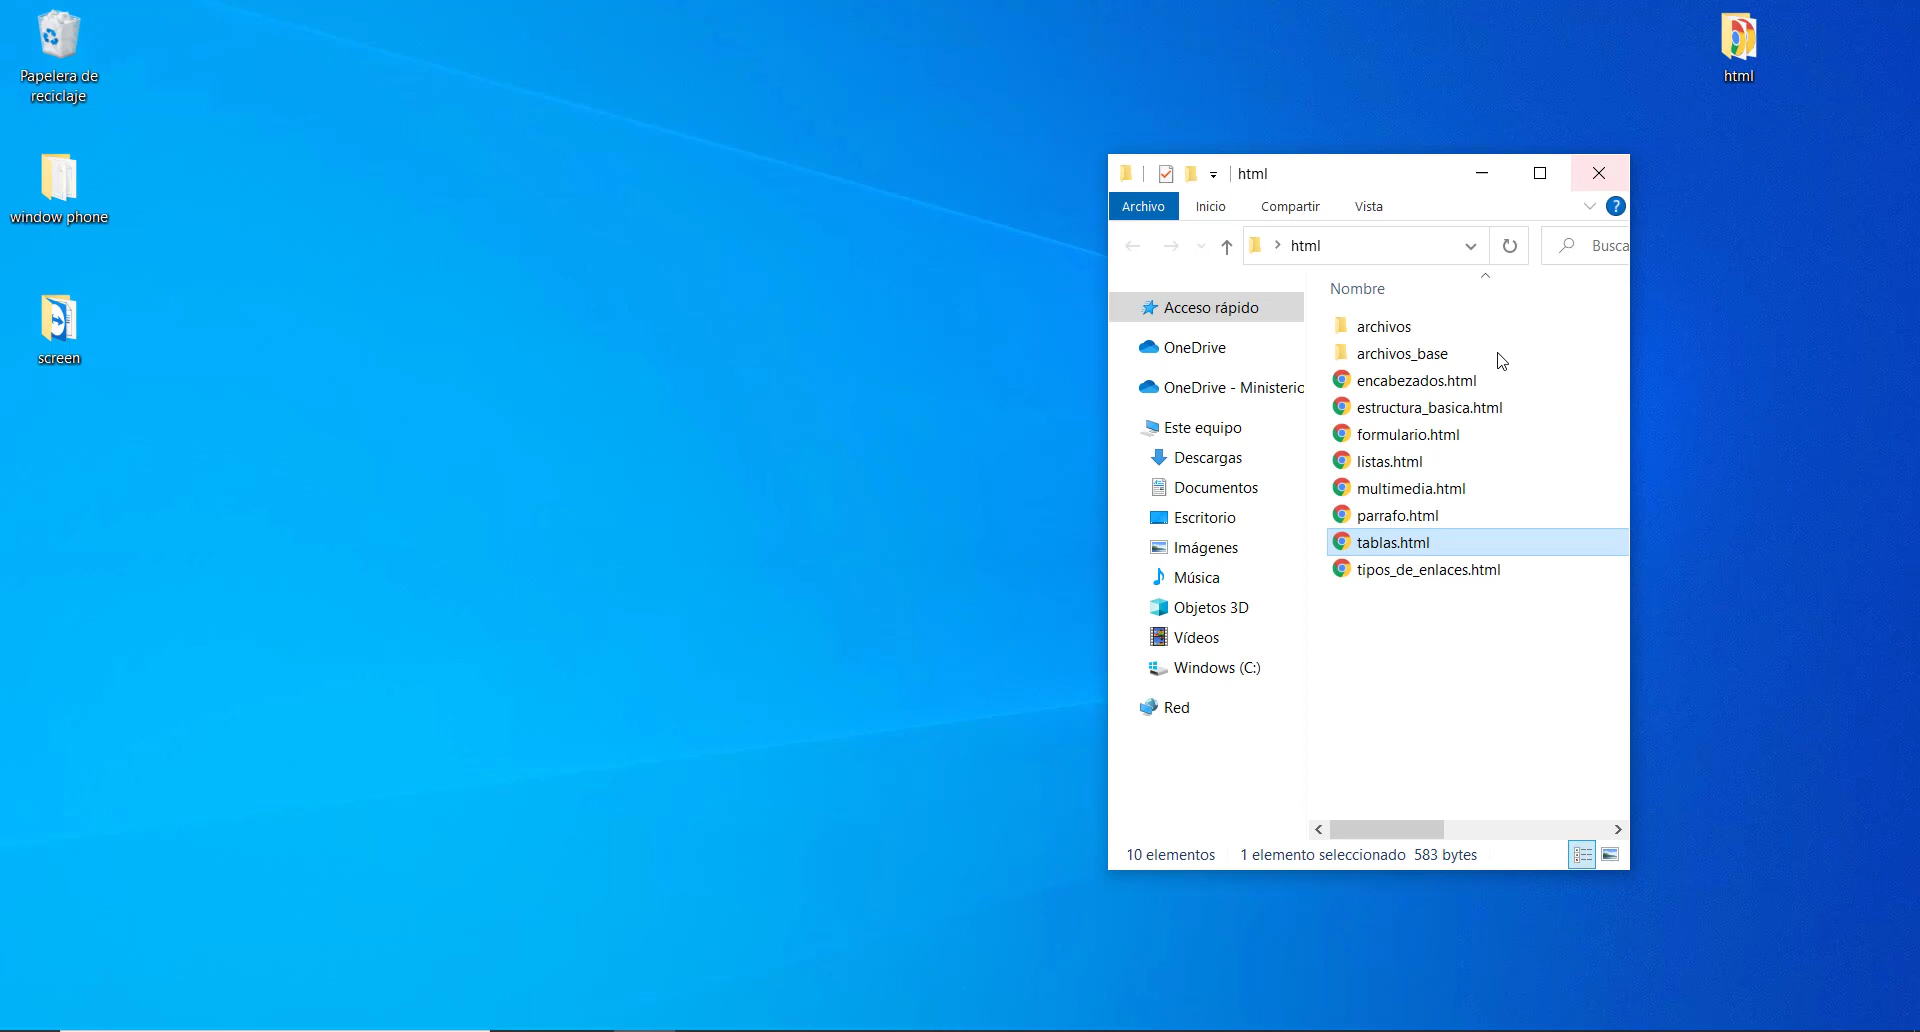 Papelera de
reciclaje
window phone
screen
html
html
Archivo
Inicio
Compartir
Vista
?
html
Busca
Nombre
Acceso rápido
OneDrive
OneDrive - Ministerio
Este equipo
Descargas
Documentos
Escritorio
Imágenes
Música
Objetos 3D
Vídeos
Windows (C:)
Red
archivos
archivos_base
encabezados.html
estructura_basica.html
formulario.html
listas.html
multimedia.html
parrafo.html
tablas.html
tipos_de_enlaces.html
10 elementos
1 elemento seleccionado 583 bytes